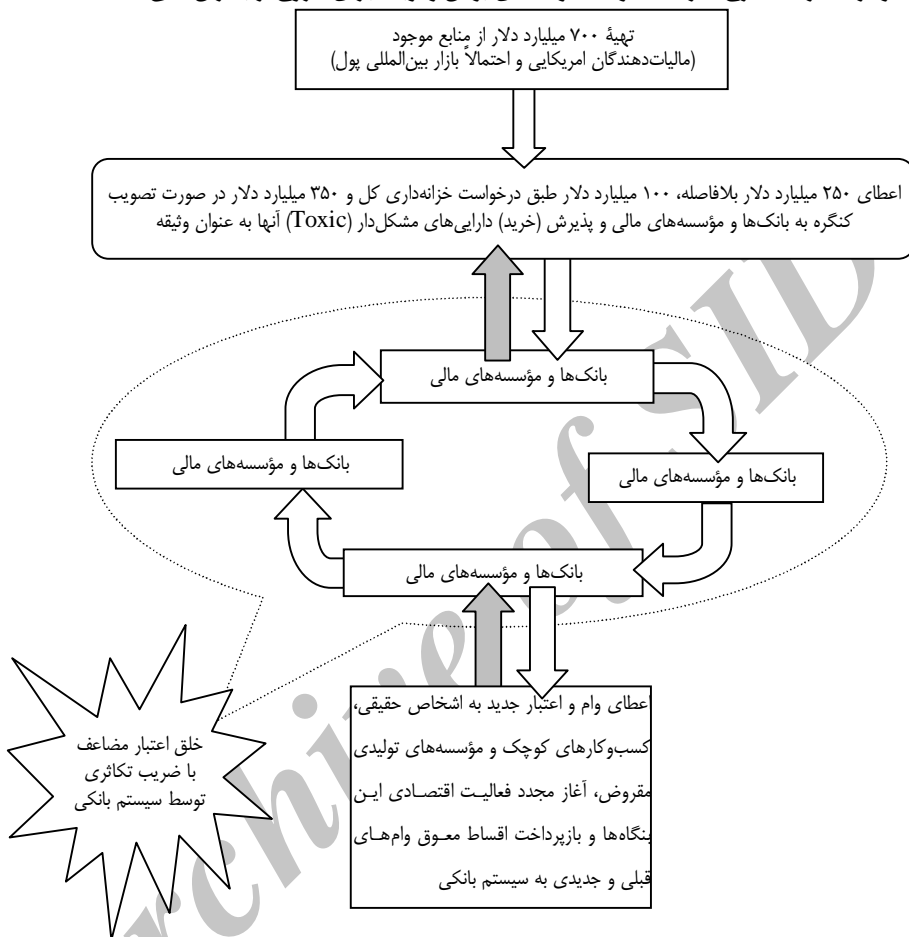 تهیهٔ ۷۰۰ میلیارد دلار از منابع موجود
(مالیات‌دهندگان امریکایی و احتمالاً بازار بین‌المللی پول)
اعطای ۲۵۰ میلیارد دلار بلافاصله، ۱۰۰ میلیارد دلار طبق درخواست خزانه‌داری کل و ۳۵۰ میلیارد دلار در صورت تصویب
کنگره به بانک‌ها و مؤسسه‌های مالی و پذیرش (خرید) دارایی‌های مشکل‌دار (Toxic) آنها به عنوان وثیقه
بانک‌ها و مؤسسه‌های مالی
بانک‌ها و مؤسسه‌های مالی
بانک‌ها و مؤسسه‌های مالی
بانک‌ها و مؤسسه‌های مالی
اعطای وام و اعتبار جدید به اشخاص حقیقی،
کسب‌وکارهای کوچک و مؤسسه‌های تولیدی
مقروض، آغاز مجدد فعالیت اقتصادی این
بنگاه‌ها و بازپرداخت اقساط معوق وام‌های
قبلی و جدیدی به سیستم بانکی
خلق اعتبار مضاعف
با ضریب تکاثری
توسط سیستم بانکی
Archive of SID